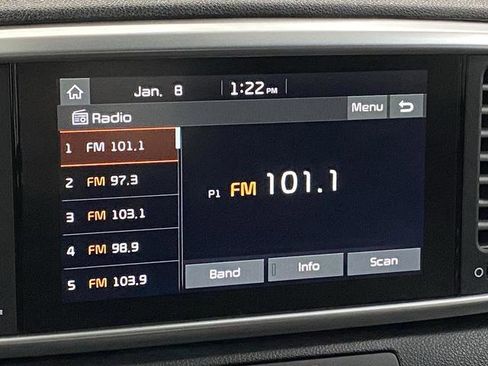 Jan. 8 1:22 PM
Radio Menu
1 FM 101.1
2 FM 97.3
3 FM 103.1
4 FM 98.9
5 FM 103.9
P1 FM 101.1
Band Info Scan